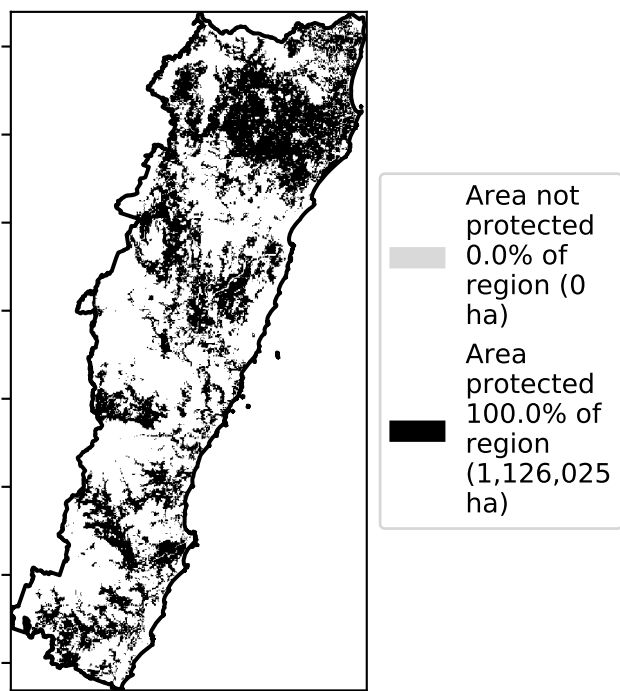 Area not
protected
0.0% of
region (0
ha)
Area
protected
100.0% of
region
(1,126,025
ha)